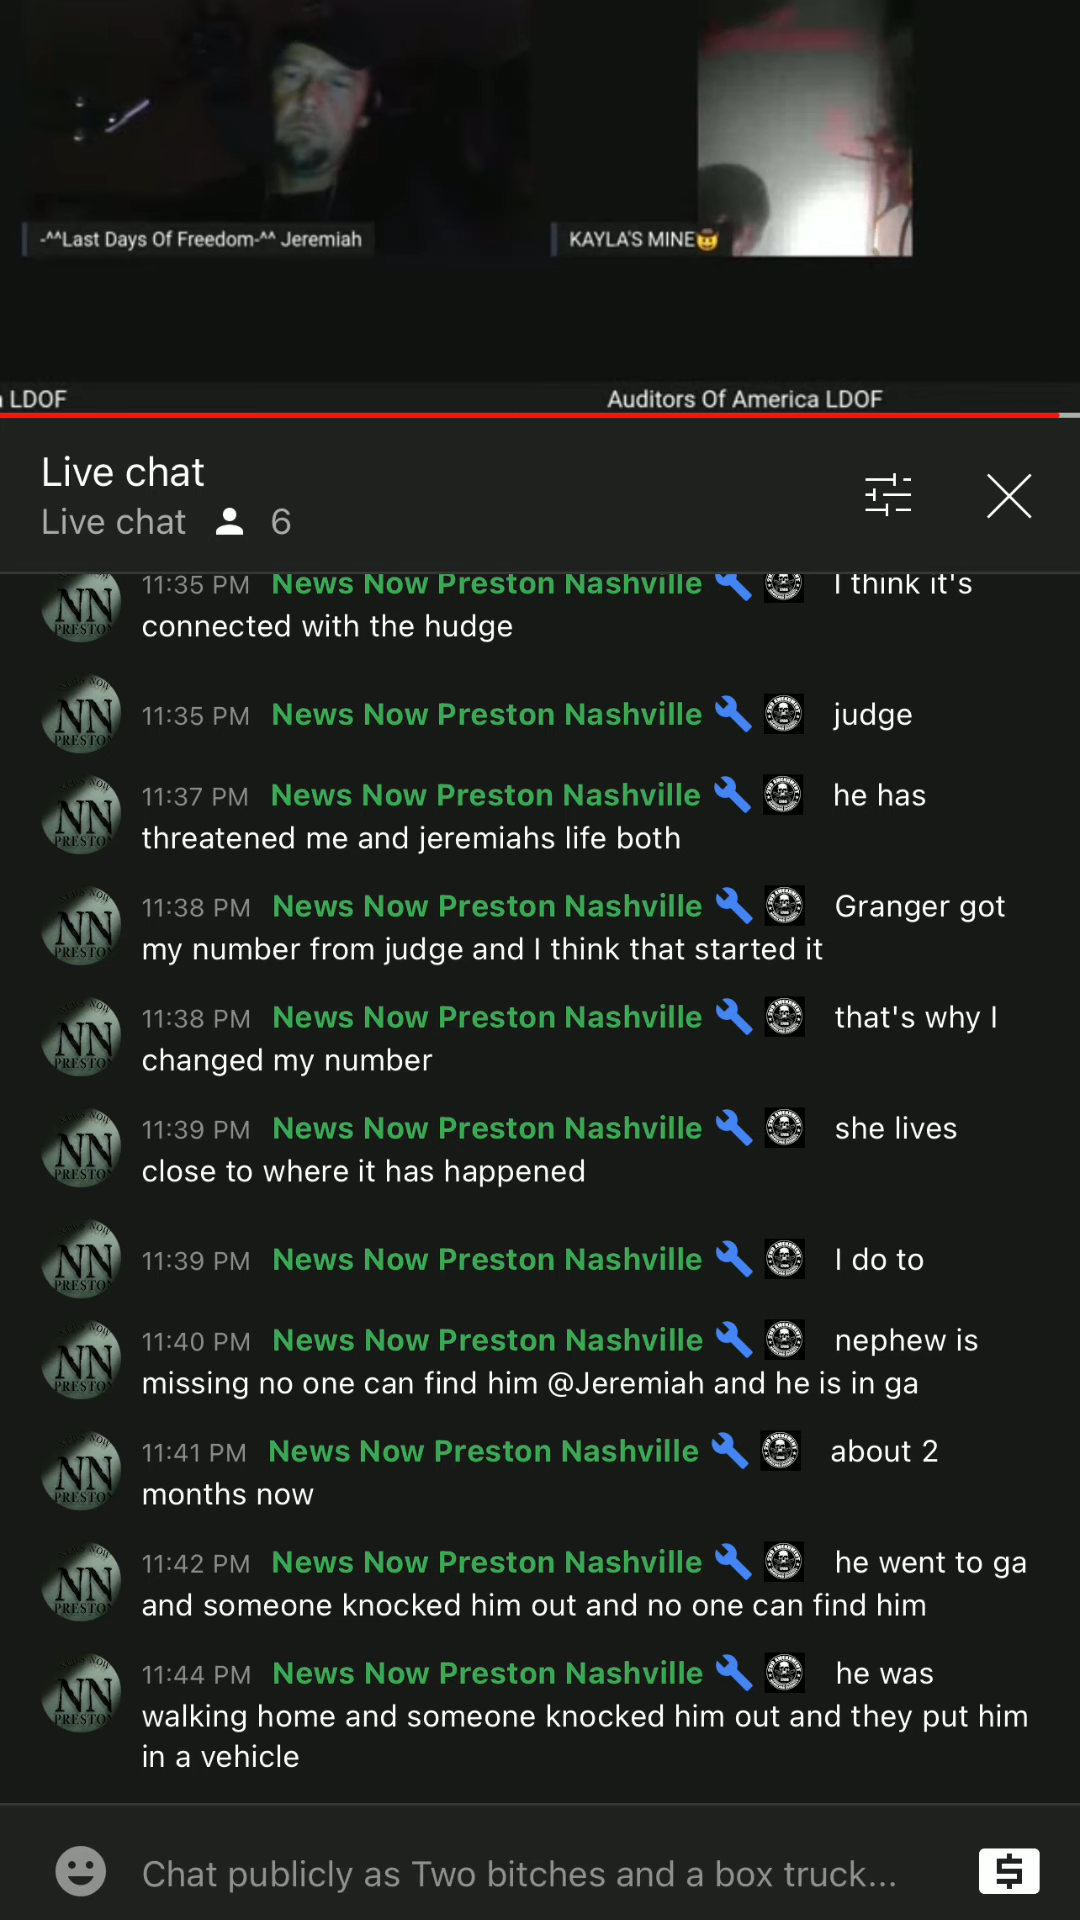 -^^Last Days Of Freedom-^^ Jeremiah
KAYLA'S MINE🤠
LDOF
Auditors Of America LDOF
Live chat
Live chat 6
11:35 PM News Now Preston Nashville I think it's
connected with the hudge
11:35 PM News Now Preston Nashville judge
11:37 PM News Now Preston Nashville he has
threatened me and jeremiahs life both
11:38 PM News Now Preston Nashville Granger got
my number from judge and I think that started it
11:38 PM News Now Preston Nashville that's why I
changed my number
11:39 PM News Now Preston Nashville she lives
close to where it has happened
11:39 PM News Now Preston Nashville I do to
11:40 PM News Now Preston Nashville nephew is
missing no one can find him @Jeremiah and he is in ga
11:41 PM News Now Preston Nashville about 2
months now
11:42 PM News Now Preston Nashville he went to ga
and someone knocked him out and no one can find him
11:44 PM News Now Preston Nashville he was
walking home and someone knocked him out and they put him
in a vehicle
Chat publicly as Two bitches and a box truck...